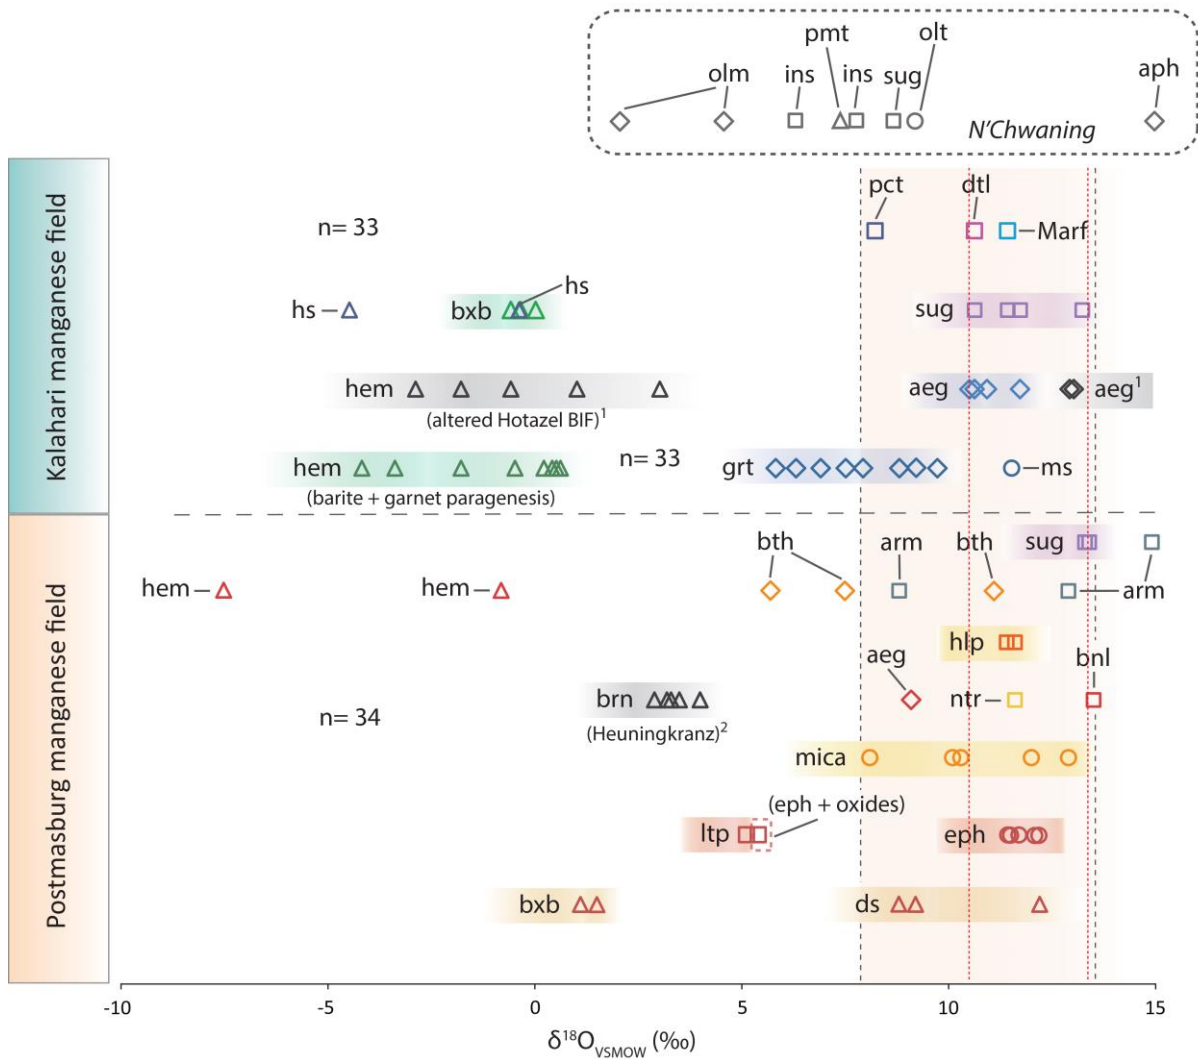 pmt olt
olm ins ins sug aph
N'Chwaning
Kalahari manganese field
pct dtl
n= 33 Marf
hs bxb hs sug
hem aeg aeg¹
(altered Hotazel BIF)¹
hem n= 33 grt ms
(barite + garnet paragenesis)
Postmasburg manganese field
bth arm bth sug
hem hem arm
hlp
aeg bnl
n= 34 brn ntr
(Heuningkranz)²
mica
(eph + oxides)
ltp eph
bxb ds
-10 -5 0 5 10 15
δ¹⁸O VSMOW (‰)